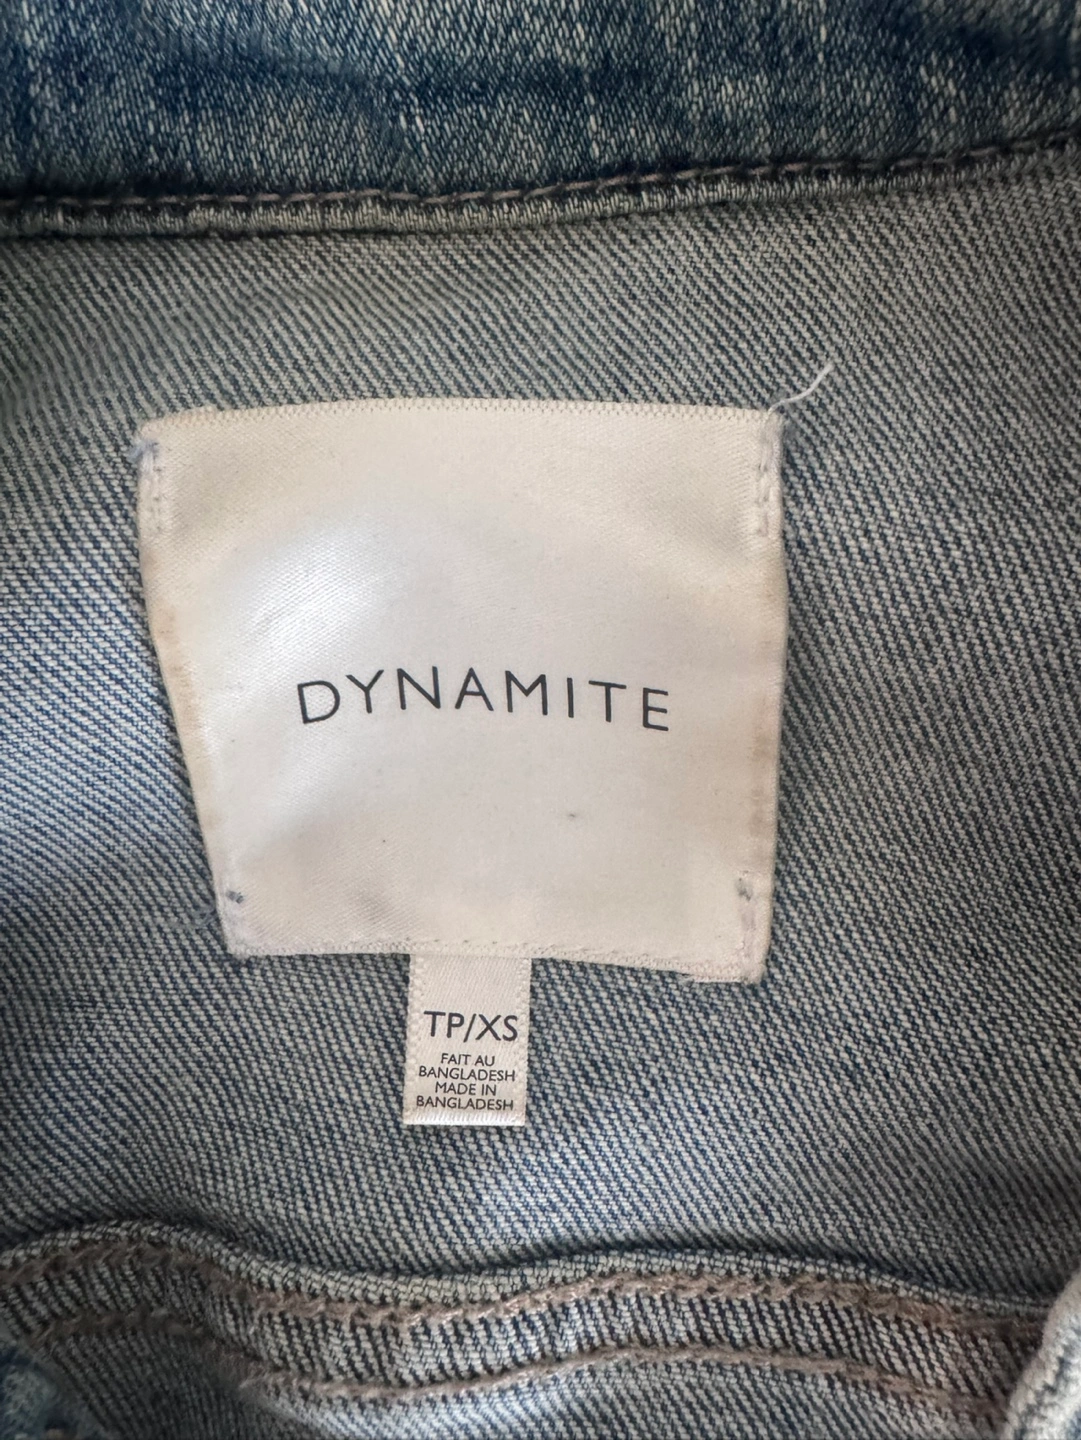 DYNAMITE
TP/XS
FAIT AU
BANGLADESH
MADE IN
BANGLADESH